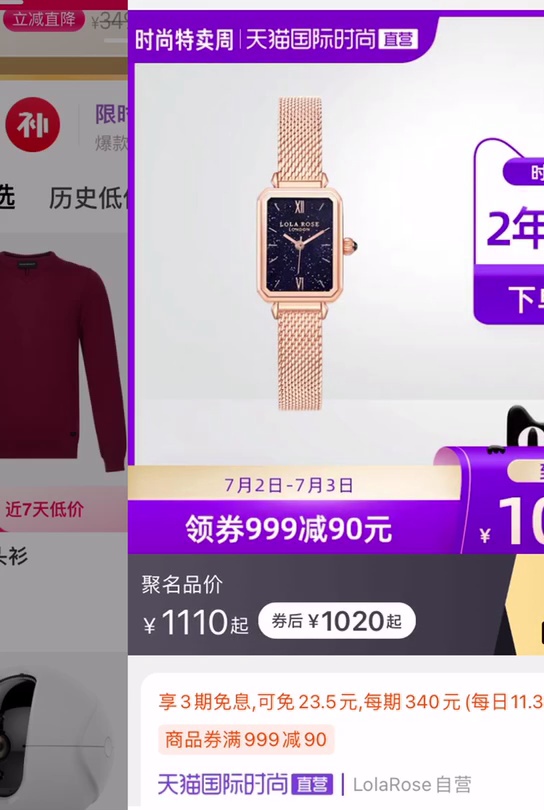 立减直降 ¥349
补
限时
爆款
选 历史低价
近7天低价
头衫
时尚特卖周|天猫国际时尚 直营
LOLA ROSE
LONDON
时
2年
下单
7月2日-7月3日
领券999减90元
¥10
聚名品价
¥1110起 券后¥1020起
享3期免息,可免23.5元,每期340元(每日11.3
商品券满999减90
天猫国际时尚 直营 | LolaRose自营